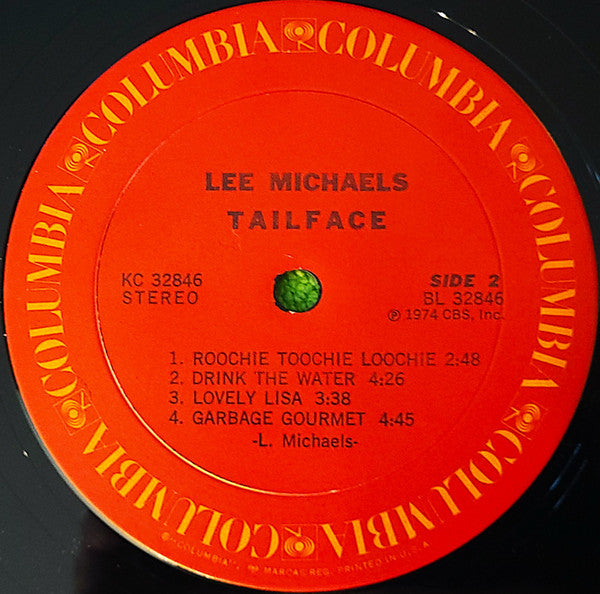 COLUMBIA COLUMBIA COLUMBIA COLUMBIA COLUMBIA COLUMBIA
LEE MICHAELS
TAILFACE
KC 32846
STEREO
SIDE 2
BL 32846
℗ 1974 CBS, Inc.
1. ROOCHIE TOOCHIE LOOCHIE 2:48
2. DRINK THE WATER 4:26
3. LOVELY LISA 3:38
4. GARBAGE GOURMET 4:45
-L. Michaels-
"COLUMBIA", MARCAS REG. PRINTED IN U.S.A.